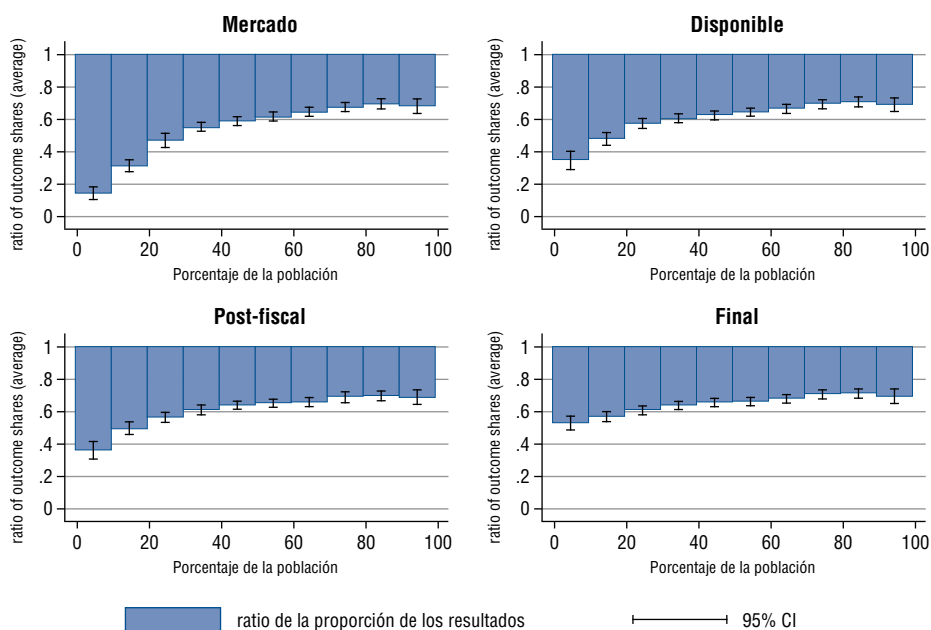 Mercado
ratio of outcome shares (average)
1
.8
.6
.4
.2
0
0 20 40 60 80 100
Porcentaje de la población
Disponible
ratio of outcome shares (average)
1
.8
.6
.4
.2
0
0 20 40 60 80 100
Porcentaje de la población
Post-fiscal
ratio of outcome shares (average)
1
.8
.6
.4
.2
0
0 20 40 60 80 100
Porcentaje de la población
Final
ratio of outcome shares (average)
1
.8
.6
.4
.2
0
0 20 40 60 80 100
Porcentaje de la población
ratio de la proporción de los resultados 95% CI